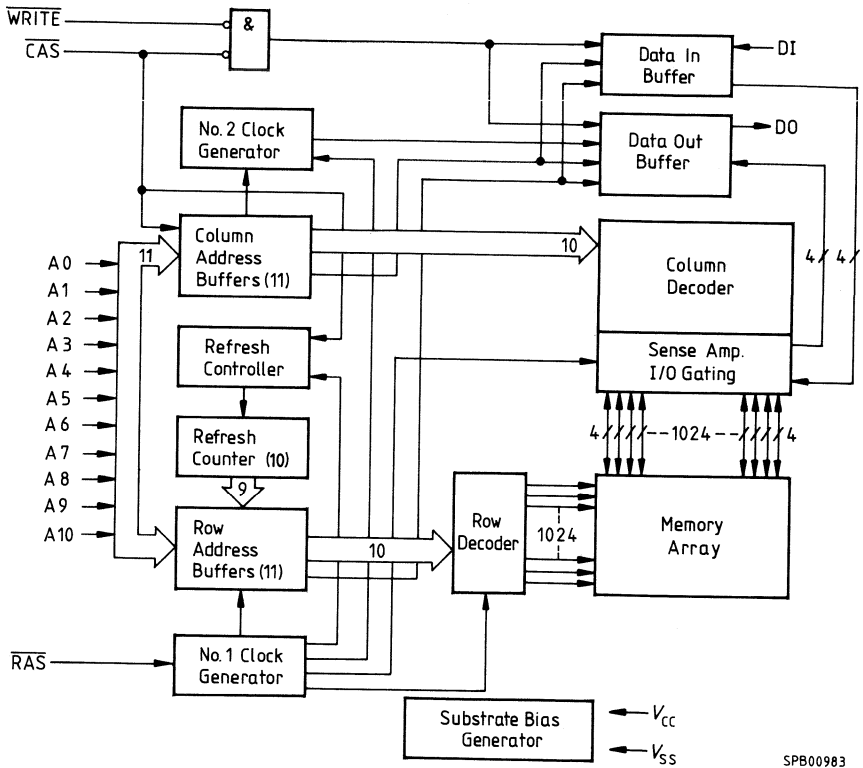 WRITE
&
CAS
Data In
Buffer
DI
No. 2 Clock
Generator
Data Out
Buffer
DO
11
Column
Address
Buffers (11)
10
Column
Decoder
4
4
A0
A1
A2
A3
A4
A5
A6
A7
A8
A9
A10
Refresh
Controller
Sense Amp.
I/O Gating
Refresh
Counter (10)
9
4
1024
4
Row
Address
Buffers (11)
10
Row
Decoder
1024
Memory
Array
RAS
No. 1 Clock
Generator
Substrate Bias
Generator
VCC
VSS
SPB00983